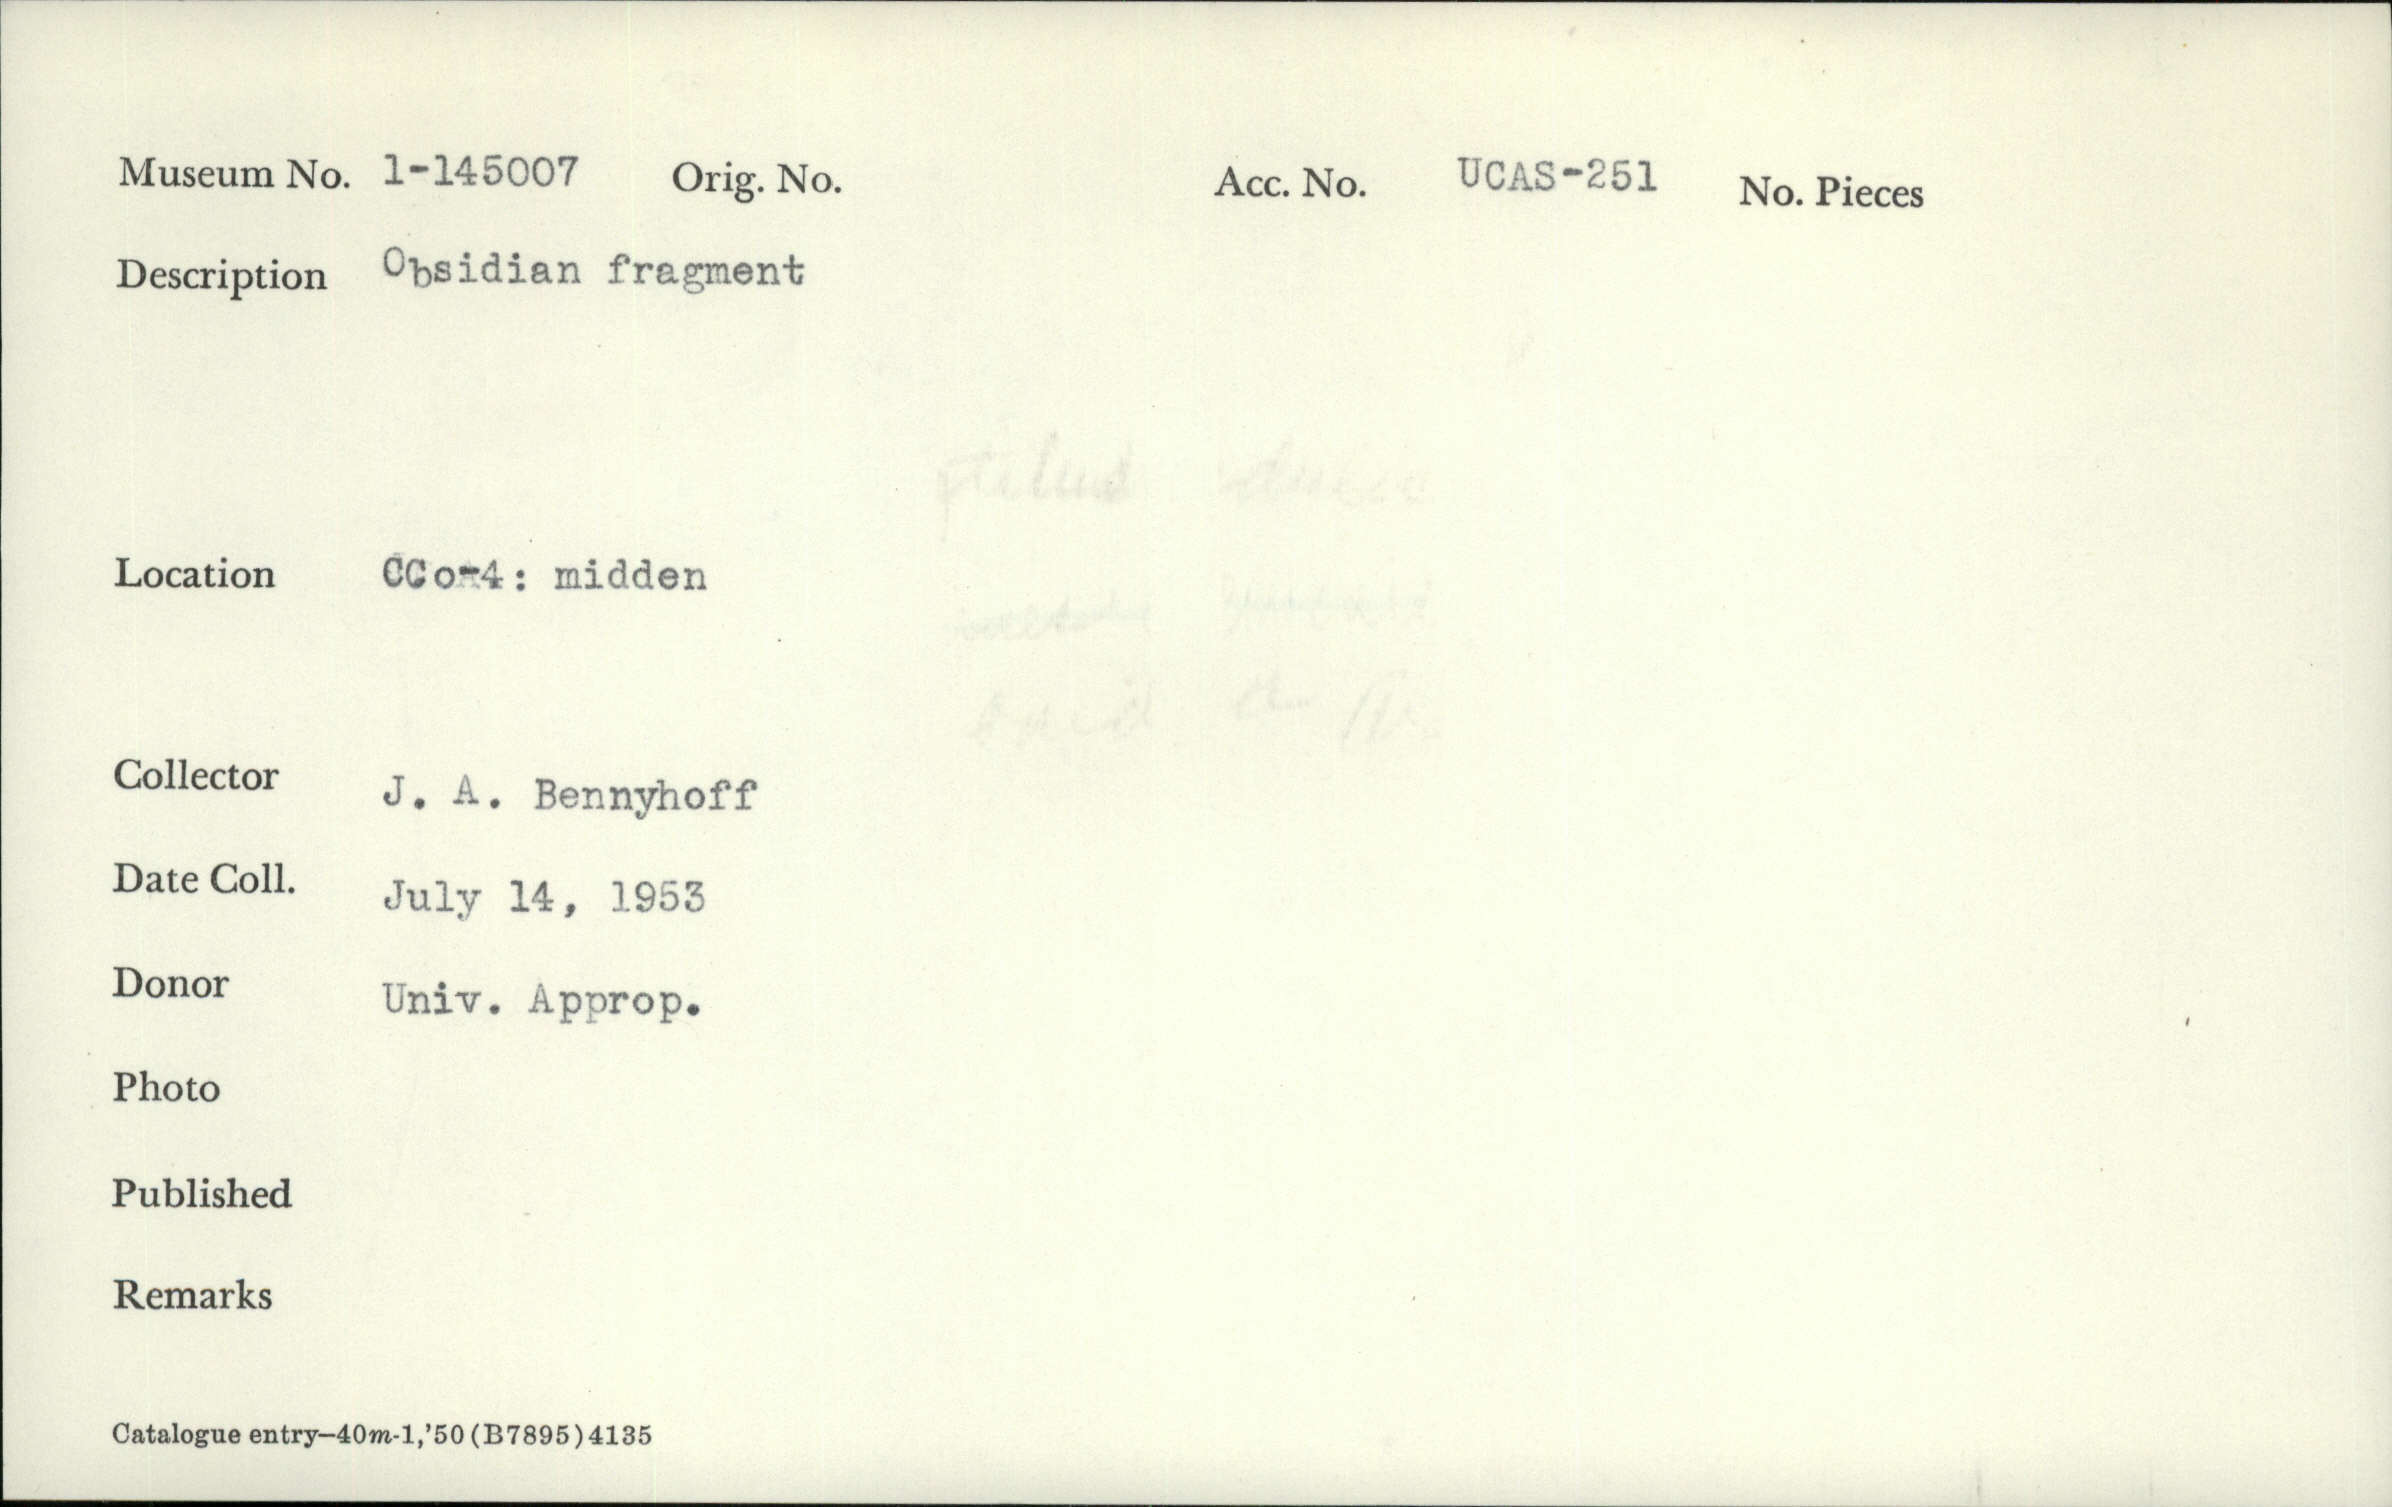 Museum No. 1-145007 Orig. No. Acc. No. UCAS-251 No. Pieces
Description Obsidian fragment
Location CCo-4: midden
Collector J. A. Bennyhoff
Date Coll. July 14, 1953
Donor Univ. Approp.
Photo
Published
Remarks
Catalogue entry—40m-1,'50 (B7895) 4135